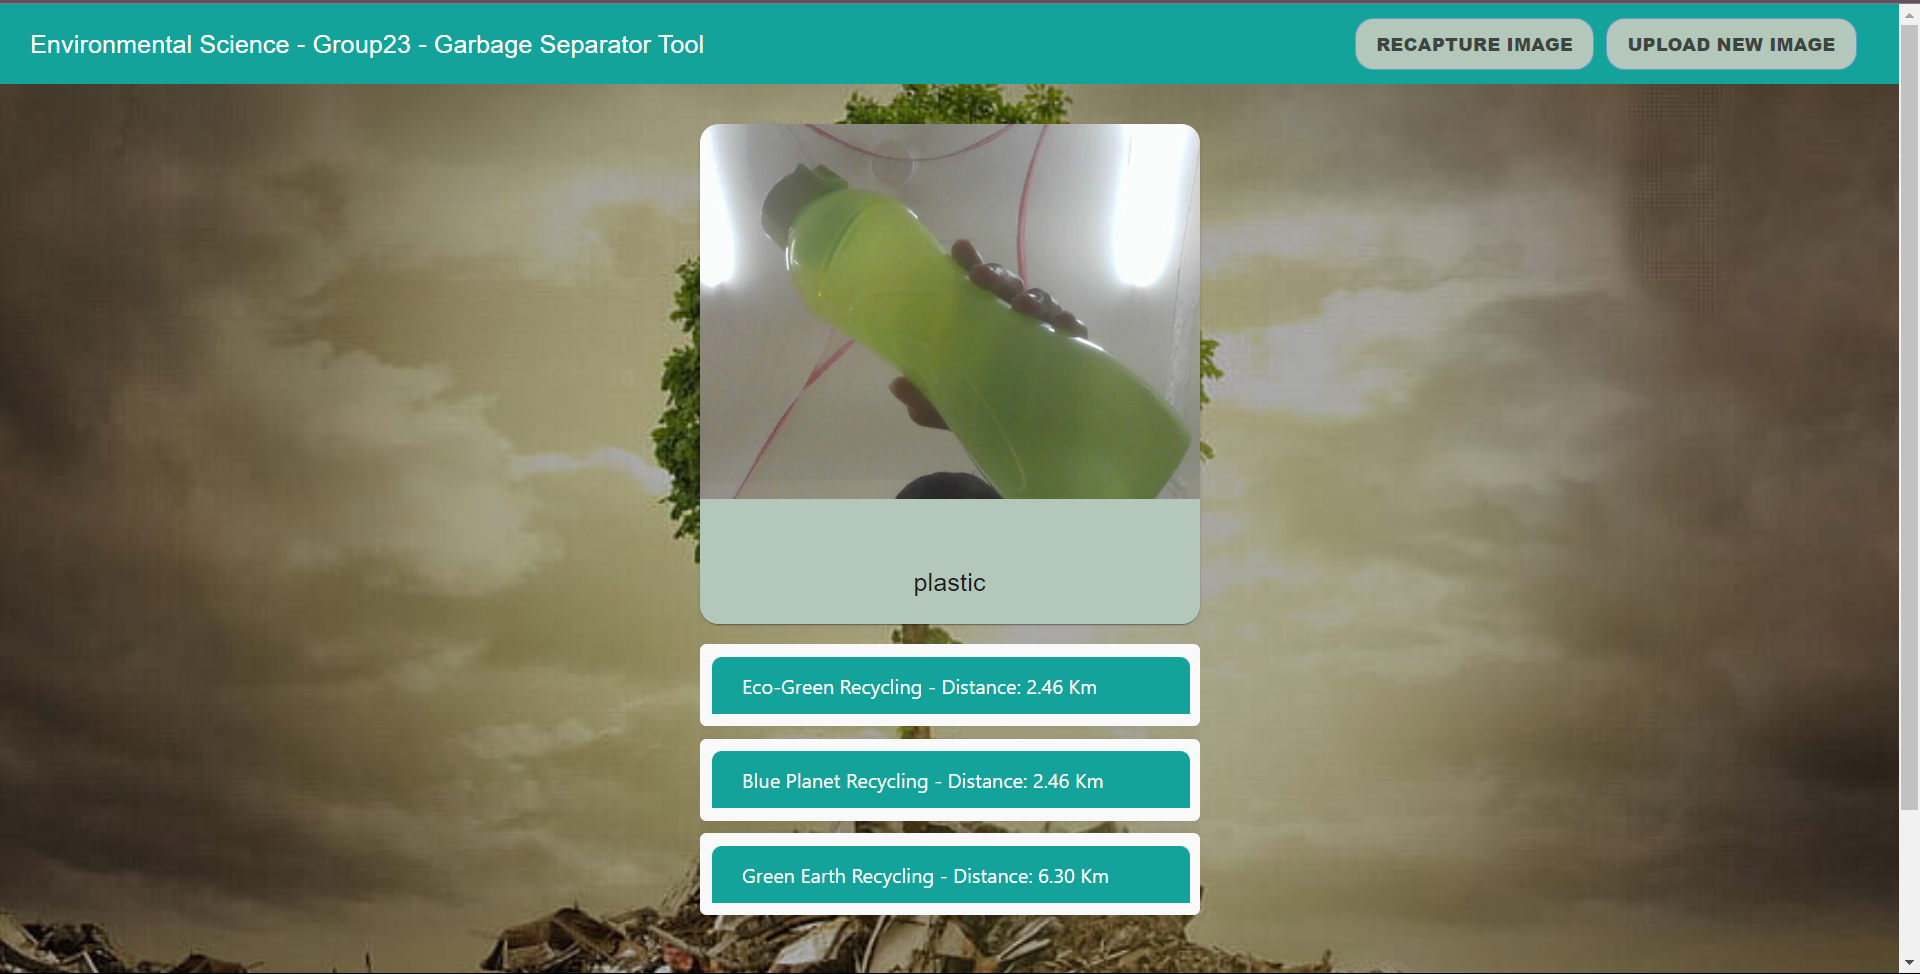 Environmental Science - Group23 - Garbage Separator Tool
RECAPTURE IMAGE
UPLOAD NEW IMAGE
plastic
Eco-Green Recycling - Distance: 2.46 Km
Blue Planet Recycling - Distance: 2.46 Km
Green Earth Recycling - Distance: 6.30 Km